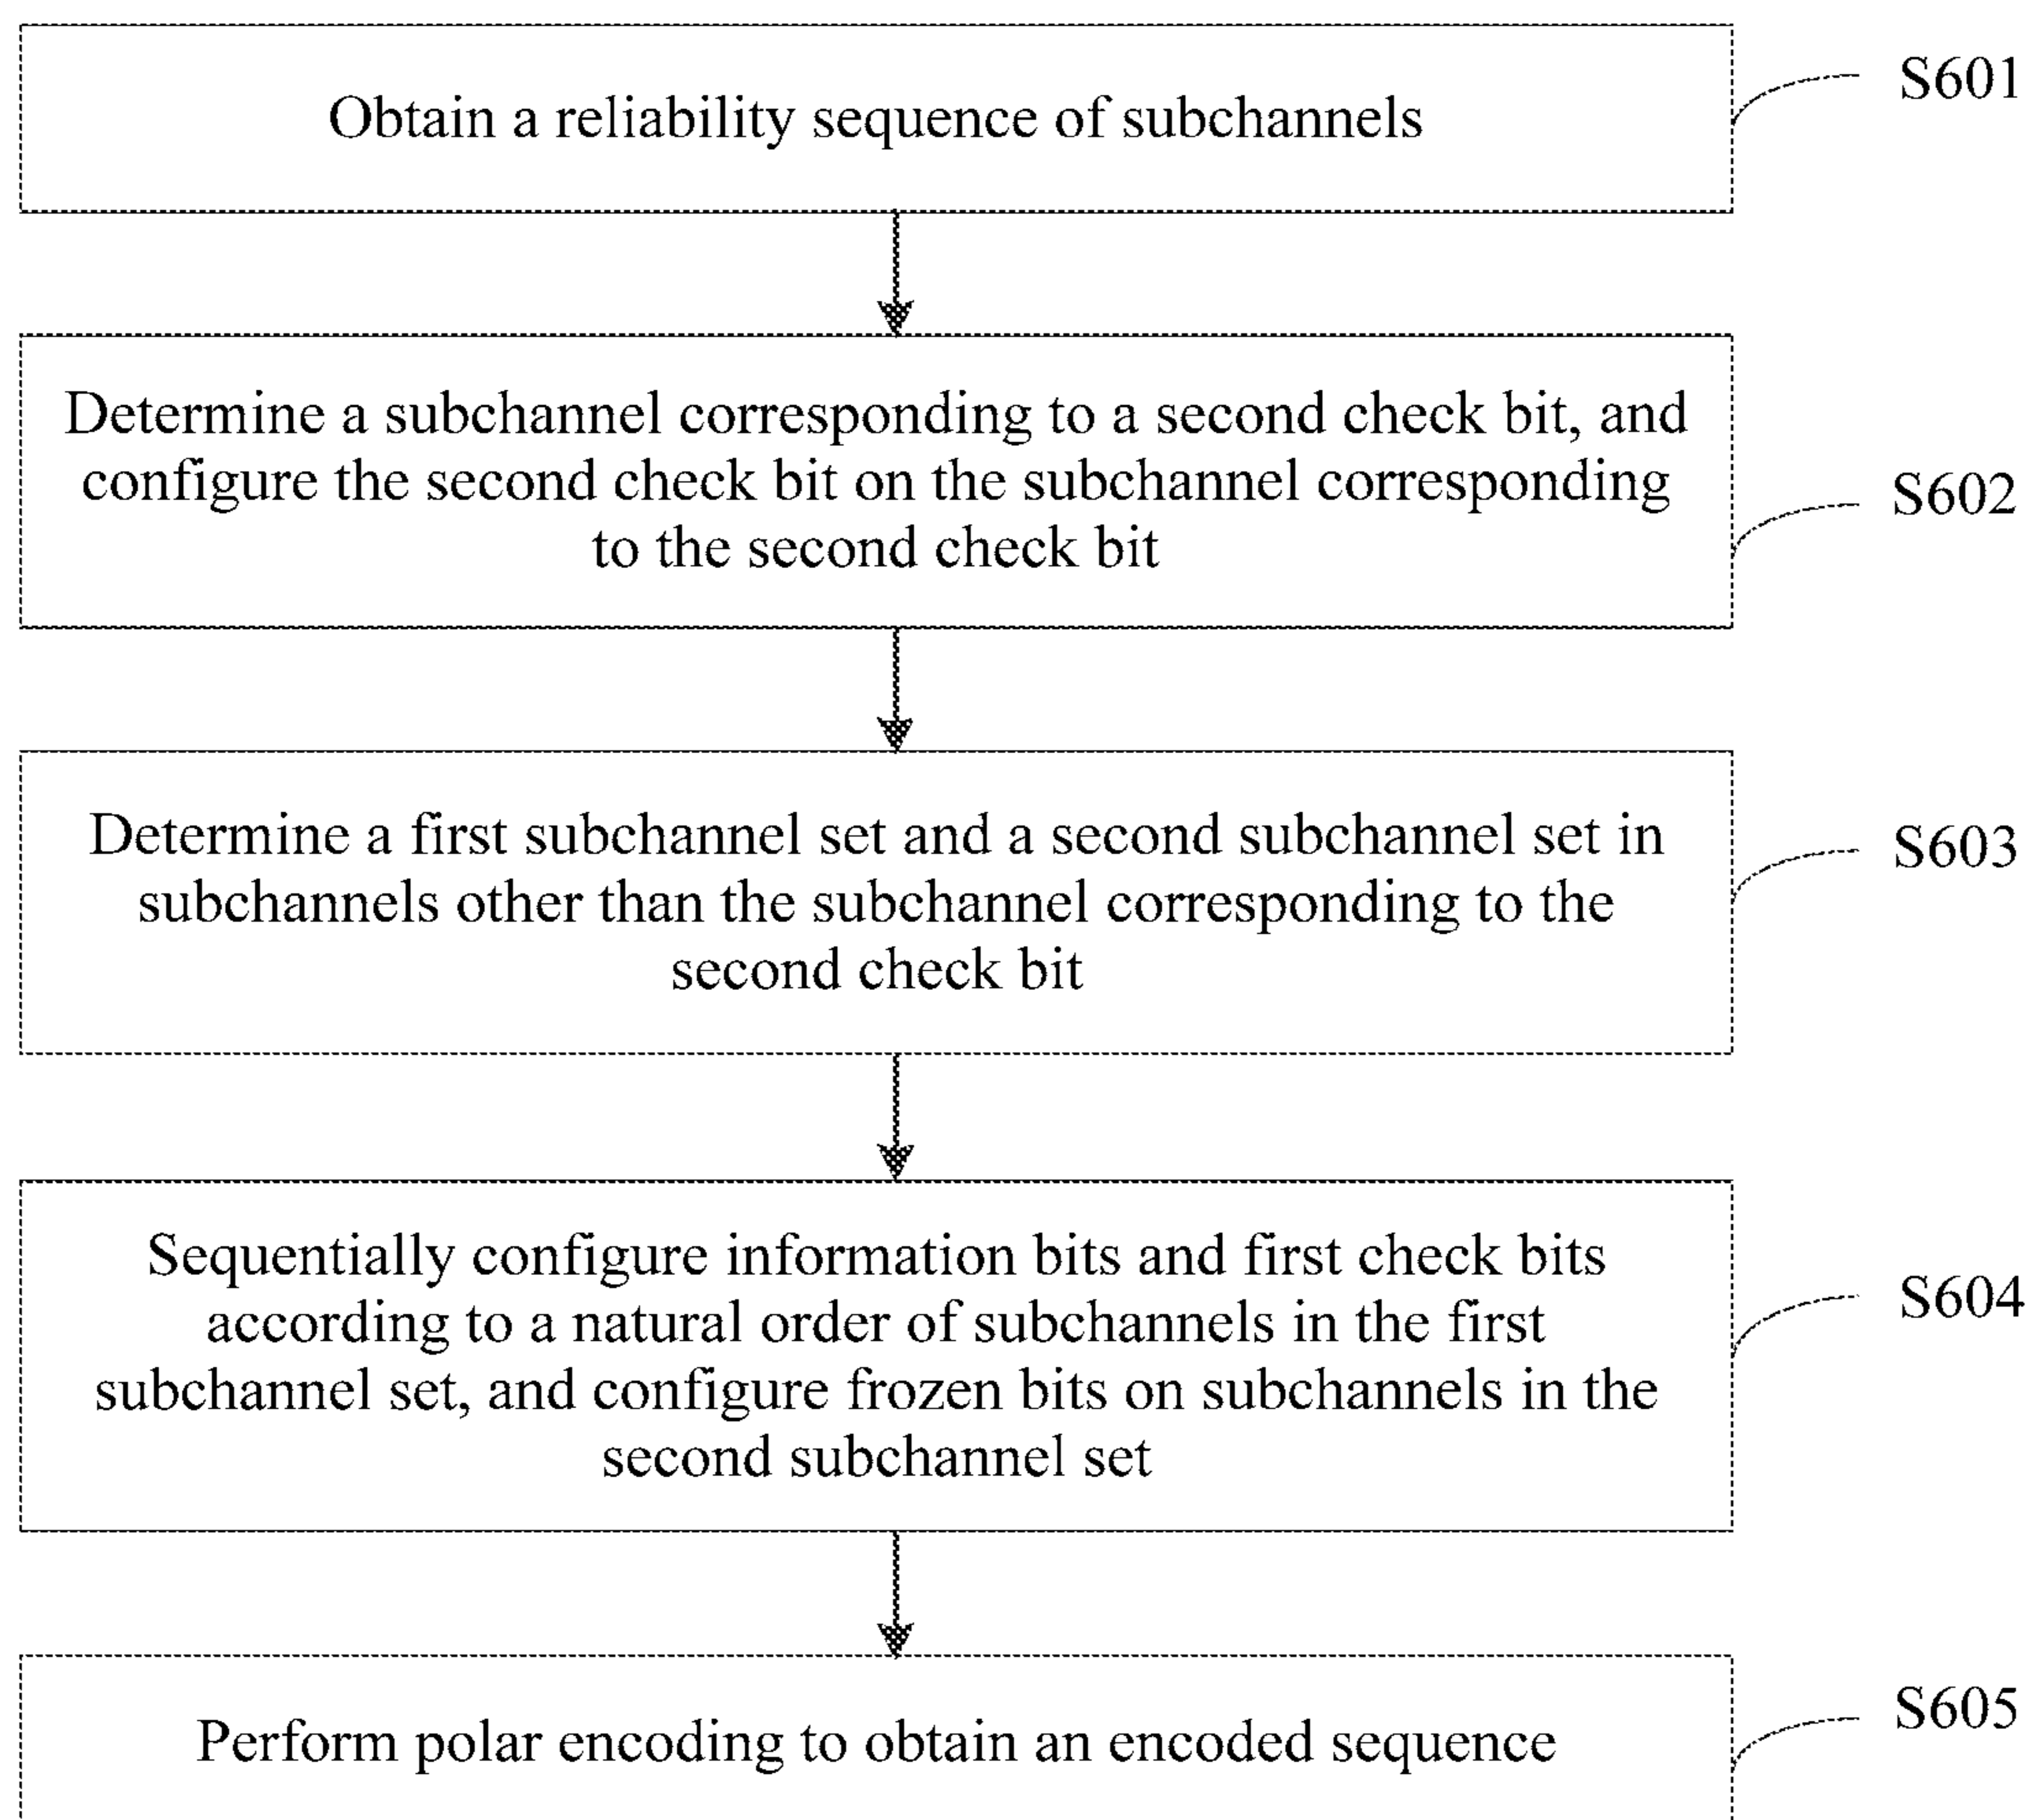 Obtain a reliability sequence of subchannels
S601
Determine a subchannel corresponding to a second check bit, and
configure the second check bit on the subchannel corresponding
to the second check bit
S602
Determine a first subchannel set and a second subchannel set in
subchannels other than the subchannel corresponding to the
second check bit
S603
Sequentially configure information bits and first check bits
according to a natural order of subchannels in the first
subchannel set, and configure frozen bits on subchannels in the
second subchannel set
S604
Perform polar encoding to obtain an encoded sequence
S605